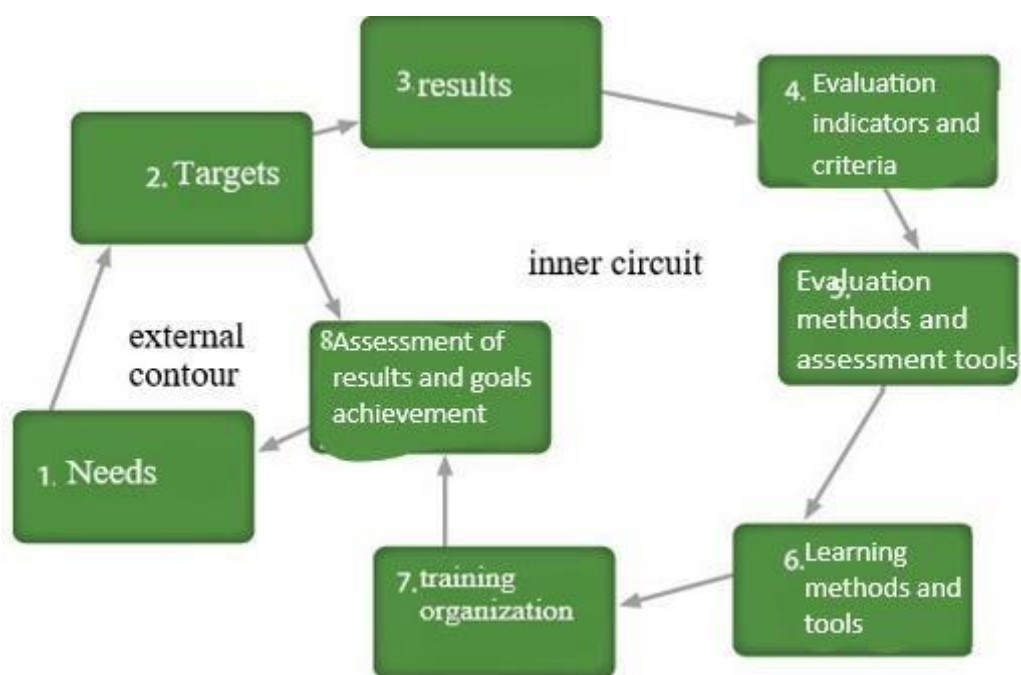 3 results
4. Evaluation
indicators and
criteria
2. Targets
inner circuit
5.
Evaluation
methods and
assessment tools
external
contour
8Assessment of
results and goals
achievement
1. Needs
7. training
organization
6. Learning
methods and
tools